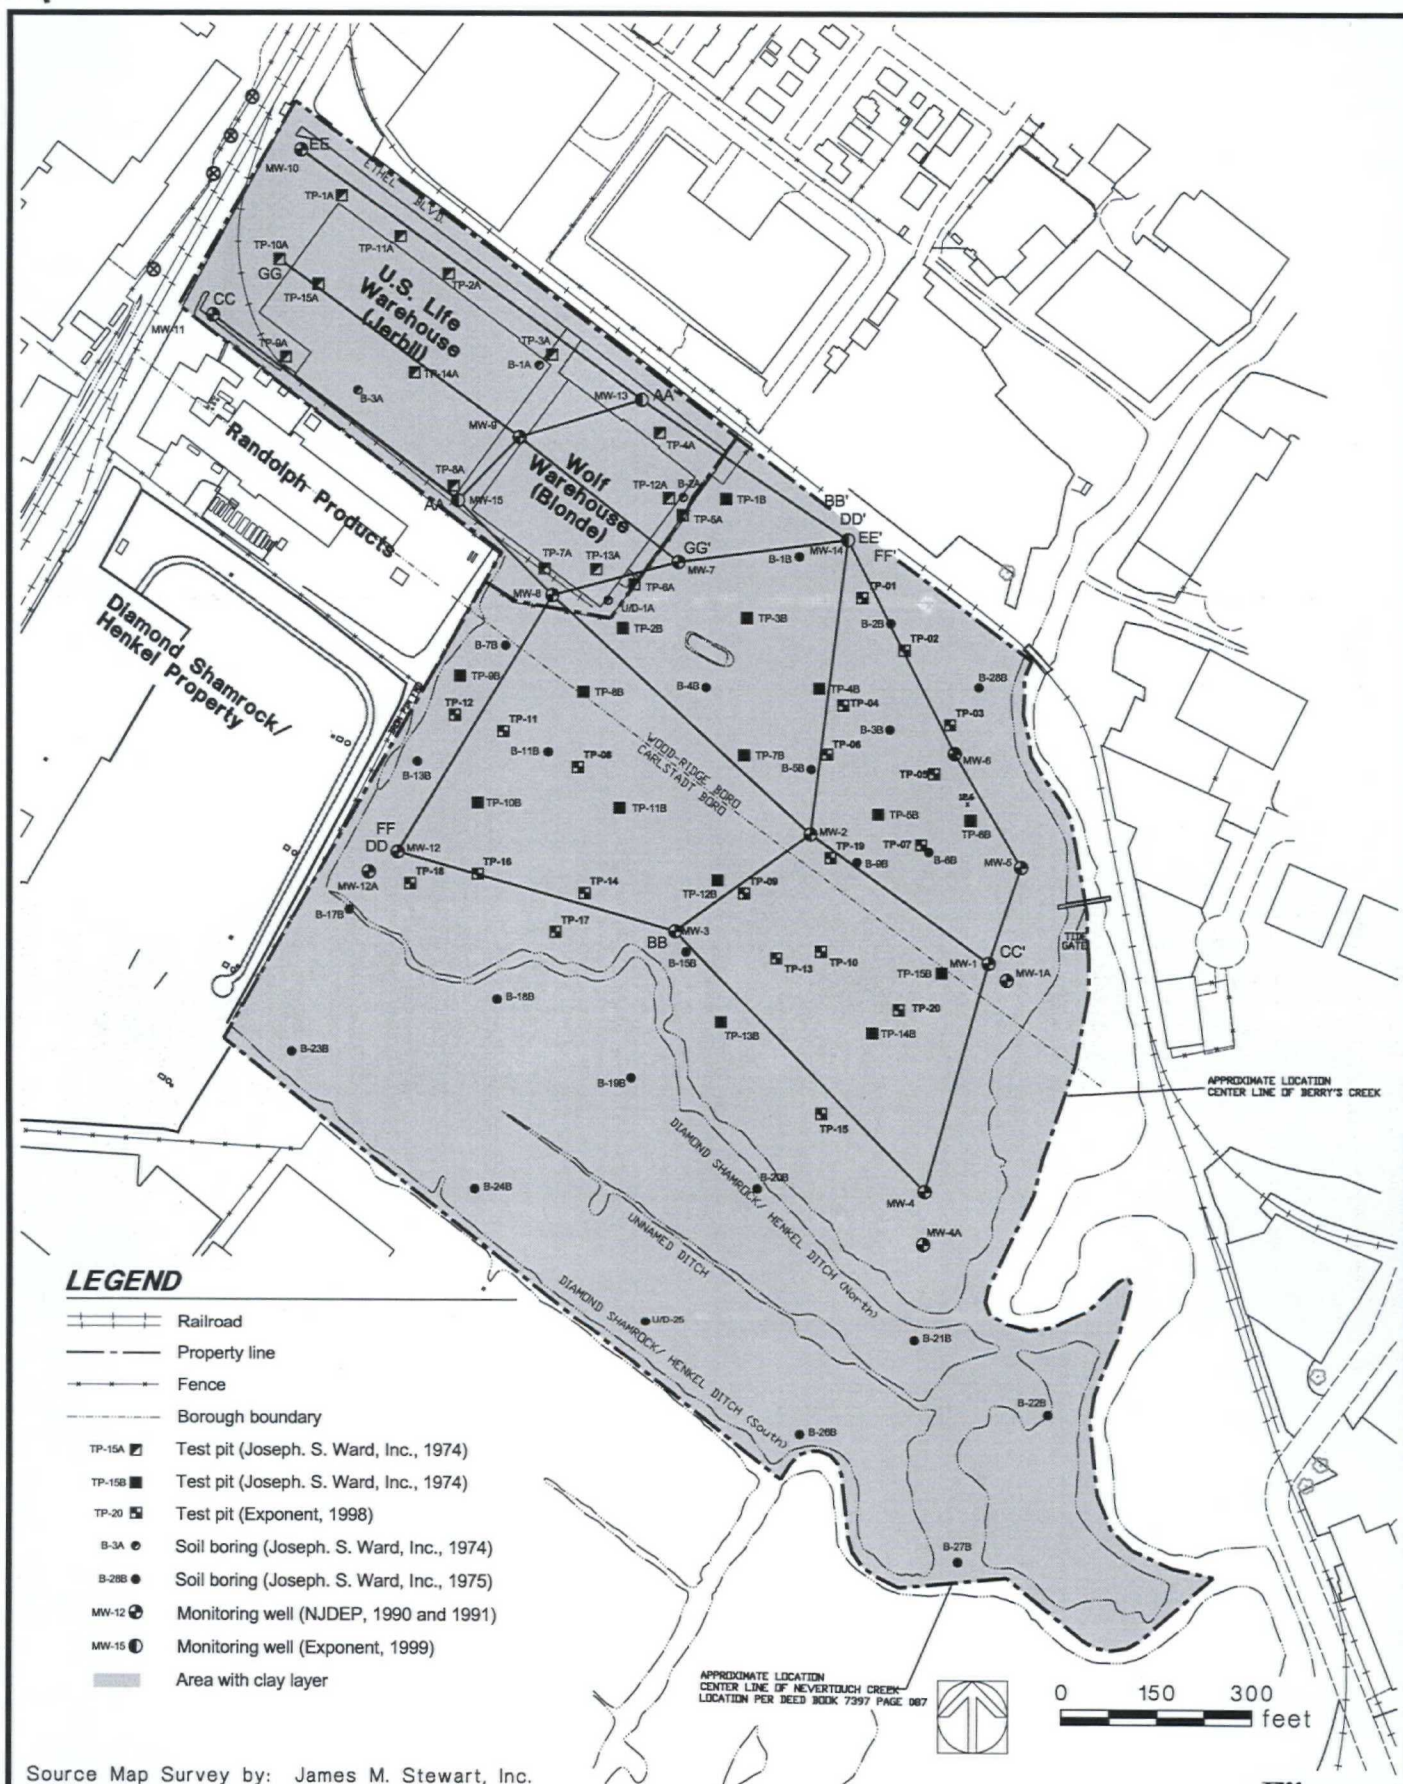 EE
MW-10
ETHEL BLVD.
TP-1A
TP-11A
TP-10A
GG
TP-2A
TP-15A
U.S. Life
Warehouse
(Jerbil)
CC
MW-11
TP-9A
TP-3A
B-1A
TP-14A
B-3A
MW-13
AA'
MW-9
TP-4A
Randolph Products
Wolf
Warehouse
(Blonde)
TP-8A
B-2A
TP-12A
TP-1B
AA
MW-15
TP-5A
BB'
DD'
EE'
FF'
MW-14
GG'
B-1B
MW-7
TP-7A
TP-13A
TP-6A
MW-8
U/D-1A
TP-01
Diamond Shamrock/
Henkel Property
TP-2B
TP-3B
B-2B
TP-02
B-7B
TP-9B
TP-8B
B-4B
TP-4B
B-28B
TP-04
TP-12
TP-11
TP-03
B-3B
WOOD-RIDGE BORO
CARLSTADT BORO
B-11B
TP-08
TP-7B
TP-06
MW-6
B-13B
B-5B
TP-05
TP-10B
TP-11B
TP-5B
TP-6B
MW-2
FF
DD
MW-12
TP-19
TP-07
B-6B
B-9B
MW-5
MW-12A
TP-18
TP-16
TP-14
TP-12B
TP-09
B-17B
TP-17
TIDE
GATE
BB
MW-3
B-15B
TP-13
TP-10
MW-1
CC'
TP-15B
MW-1A
B-18B
TP-20
TP-13B
TP-14B
B-23B
B-19B
APPROXIMATE LOCATION
CENTER LINE OF BERRY'S CREEK
TP-15
DIAMOND SHAMROCK/ HENKEL DITCH (North)
B-24B
B-20B
MW-4
UNNAMED DITCH
MW-4A
DIAMOND SHAMROCK/ HENKEL DITCH (South)
U/D-25
B-21B
B-22B
B-26B
B-27B
LEGEND
Railroad
Property line
Fence
Borough boundary
TP-15A Test pit (Joseph. S. Ward, Inc., 1974)
TP-15B Test pit (Joseph. S. Ward, Inc., 1974)
TP-20 Test pit (Exponent, 1998)
B-3A Soil boring (Joseph. S. Ward, Inc., 1974)
B-28B Soil boring (Joseph. S. Ward, Inc., 1975)
MW-12 Monitoring well (NJDEP, 1990 and 1991)
MW-15 Monitoring well (Exponent, 1999)
Area with clay layer
APPROXIMATE LOCATION
CENTER LINE OF NEVERTOUCH CREEK
LOCATION PER DEED BOOK 7397 PAGE 087
0 150 300
feet
Source Map Survey by: James M. Stewart, Inc.